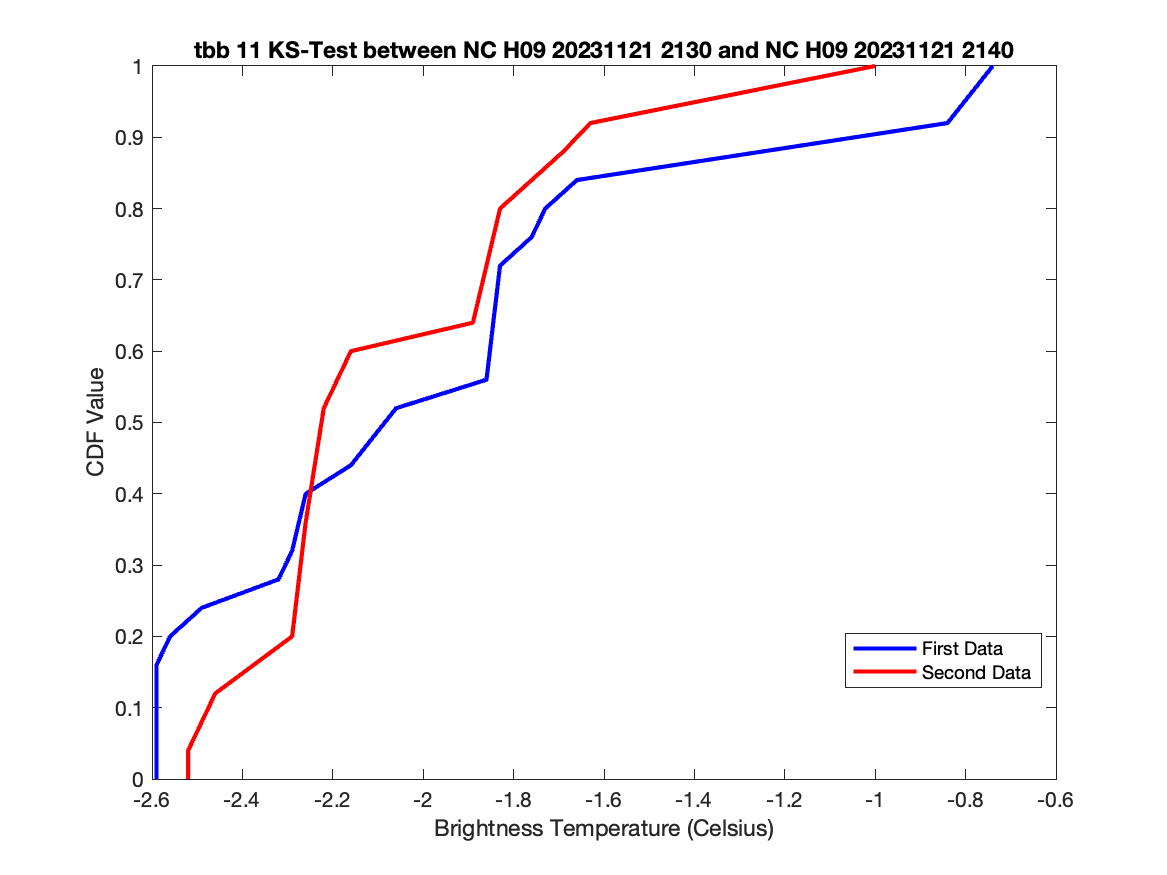 tbb 11 KS-Test between NC H09 20231121 2130 and NC H09 20231121 2140
1
0.9
0.8
0.7
0.6
0.5
0.4
0.3
0.2
0.1
0
CDF Value
First Data
Second Data
-2.6 -2.4 -2.2 -2 -1.8 -1.6 -1.4 -1.2 -1 -0.8 -0.6
Brightness Temperature (Celsius)